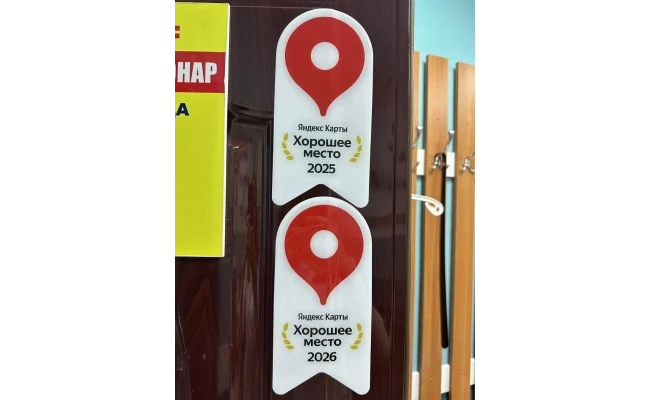 НАР
А
Яндекс Карты
Хорошее
место
2025
Яндекс Карты
Хорошее
место
2026